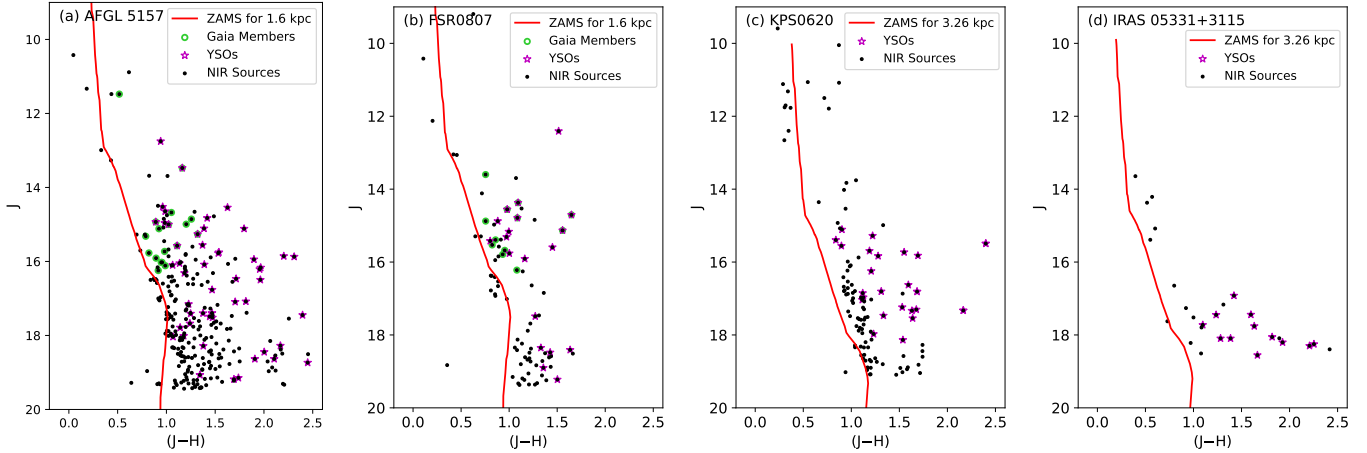 (a) AFGL 5157
ZAMS for 1.6 kpc
Gaia Members
YSOs
NIR Sources
10
12
14
16
18
20
J
0.0 0.5 1.0 1.5 2.0 2.5
(J−H)
(b) FSR0807
ZAMS for 1.6 kpc
Gaia Members
YSOs
NIR Sources
10
12
14
16
18
20
J
0.0 0.5 1.0 1.5 2.0 2.5
(J−H)
(c) KPS0620
ZAMS for 3.26 kpc
YSOs
NIR Sources
10
12
14
16
18
20
J
0.0 0.5 1.0 1.5 2.0 2.5
(J−H)
(d) IRAS 05331+3115
ZAMS for 3.26 kpc
YSOs
NIR Sources
10
12
14
16
18
20
J
0.0 0.5 1.0 1.5 2.0 2.5
(J−H)